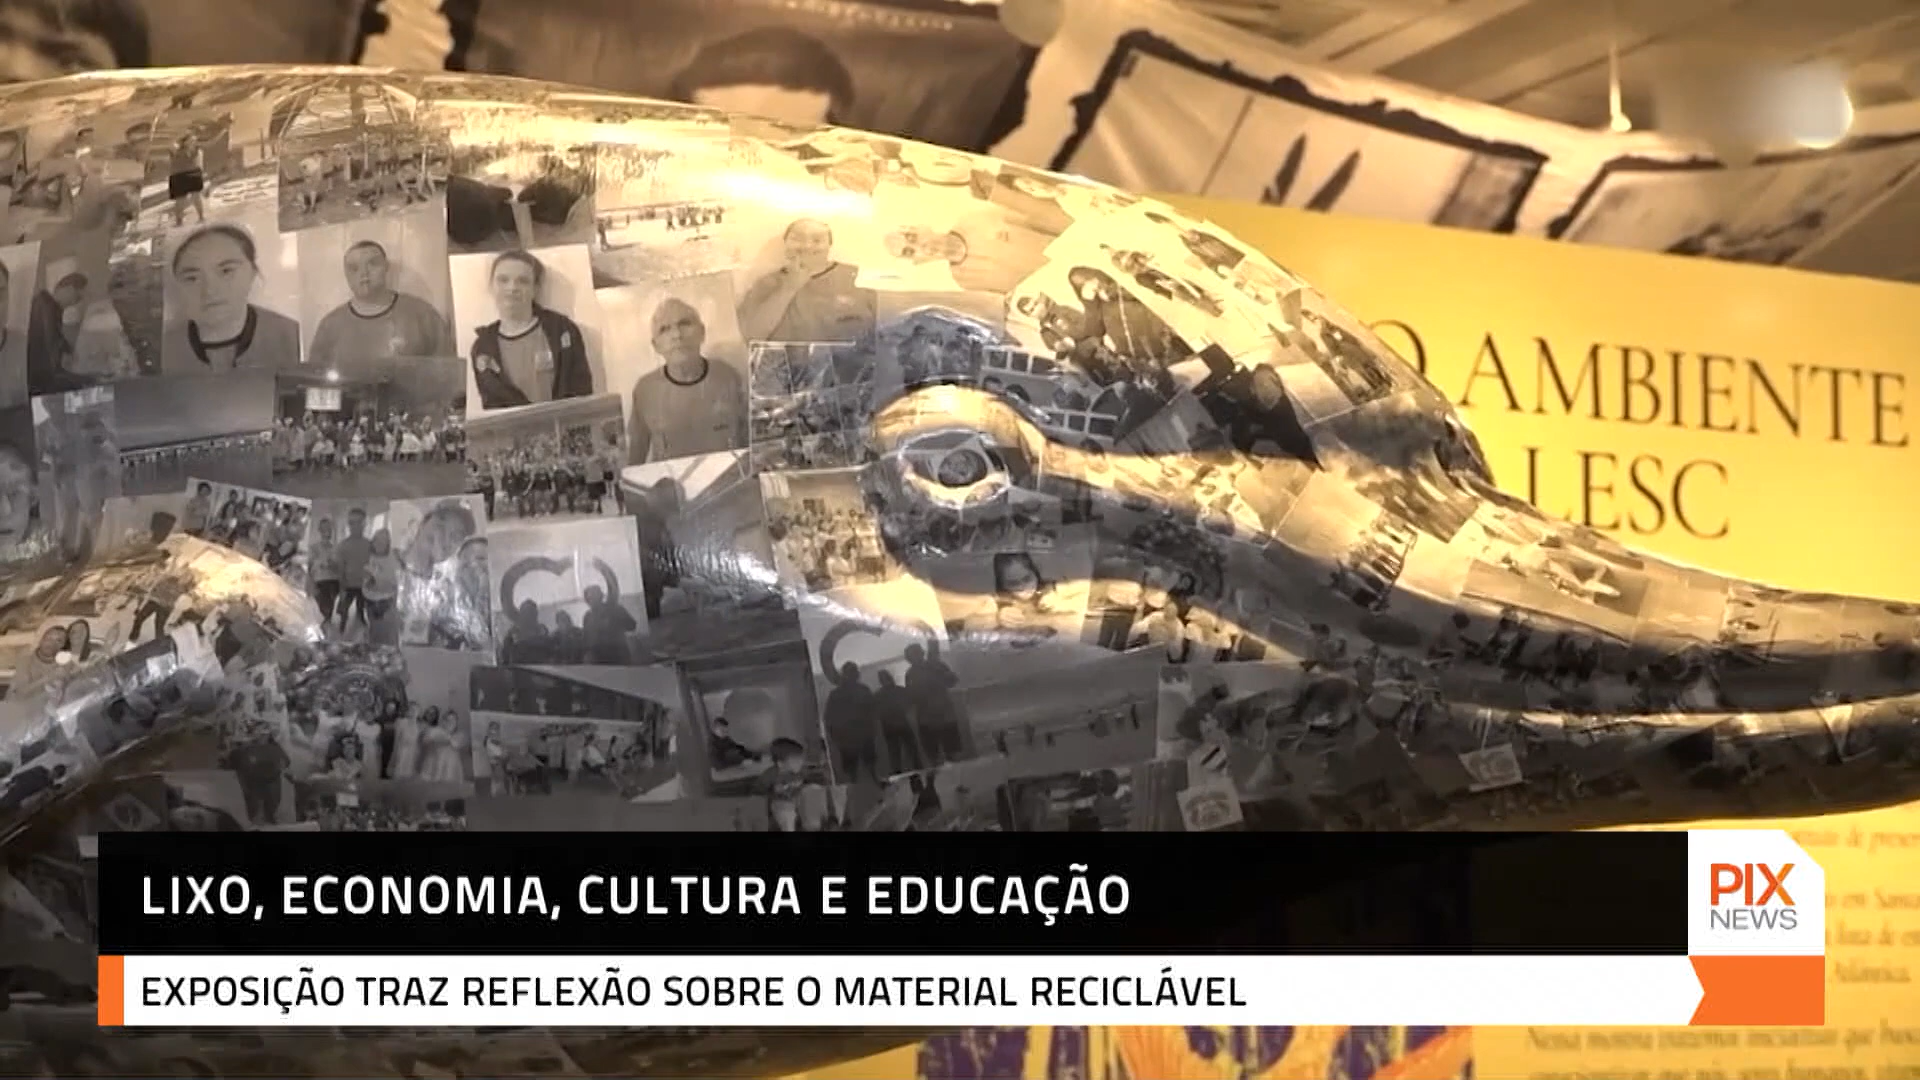 O AMBIENTE
LESC
LIXO, ECONOMIA, CULTURA E EDUCAÇÃO
PIX
NEWS
EXPOSIÇÃO TRAZ REFLEXÃO SOBRE O MATERIAL RECICLÁVEL